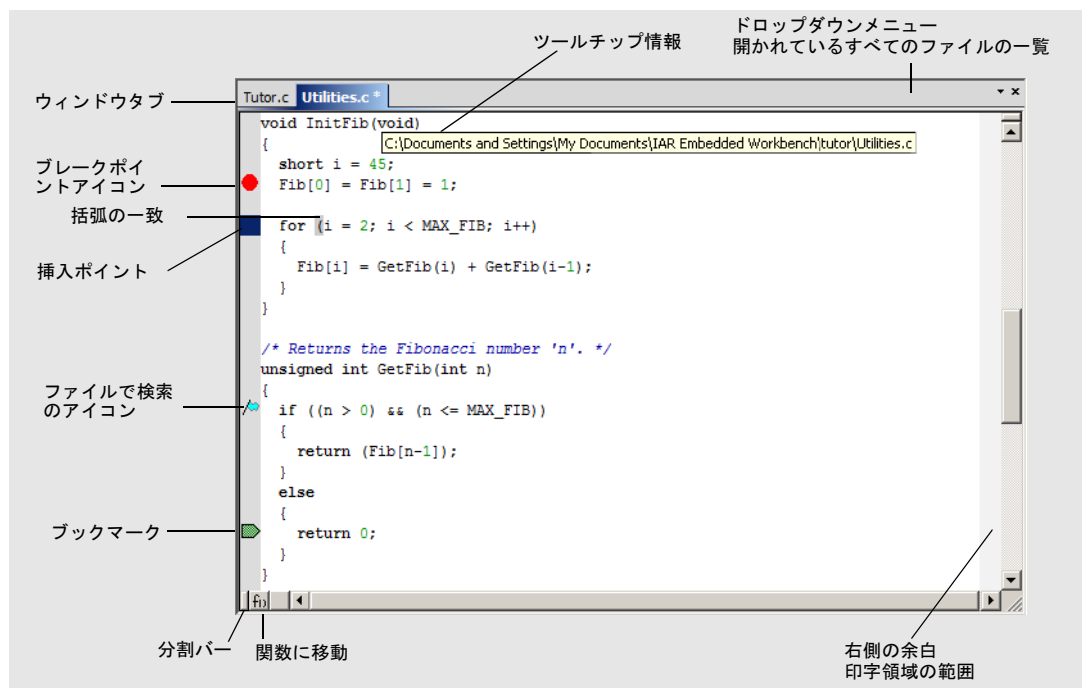 ドロップダウンメニュー
開かれているすべてのファイルの一覧
ツールチップ情報
ウィンドウタブ
Tutor.c Utilities.c *
void InitFib(void)
C:\Documents and Settings\My Documents\IAR Embedded Workbench\tutor\Utilities.c
{
short i = 45;
ブレークポイ
ントアイコン
Fib[0] = Fib[1] = 1;
括弧の一致
for (i = 2; i < MAX_FIB; i++)
{
挿入ポイント
Fib[i] = GetFib(i) + GetFib(i-1);
}
}
/* Returns the Fibonacci number 'n'. */
unsigned int GetFib(int n)
{
ファイルで検索
のアイコン
if ((n > 0) && (n <= MAX_FIB))
{
return (Fib[n-1]);
}
else
{
ブックマーク
return 0;
}
}
f()
分割バー
関数に移動
右側の余白
印字領域の範囲